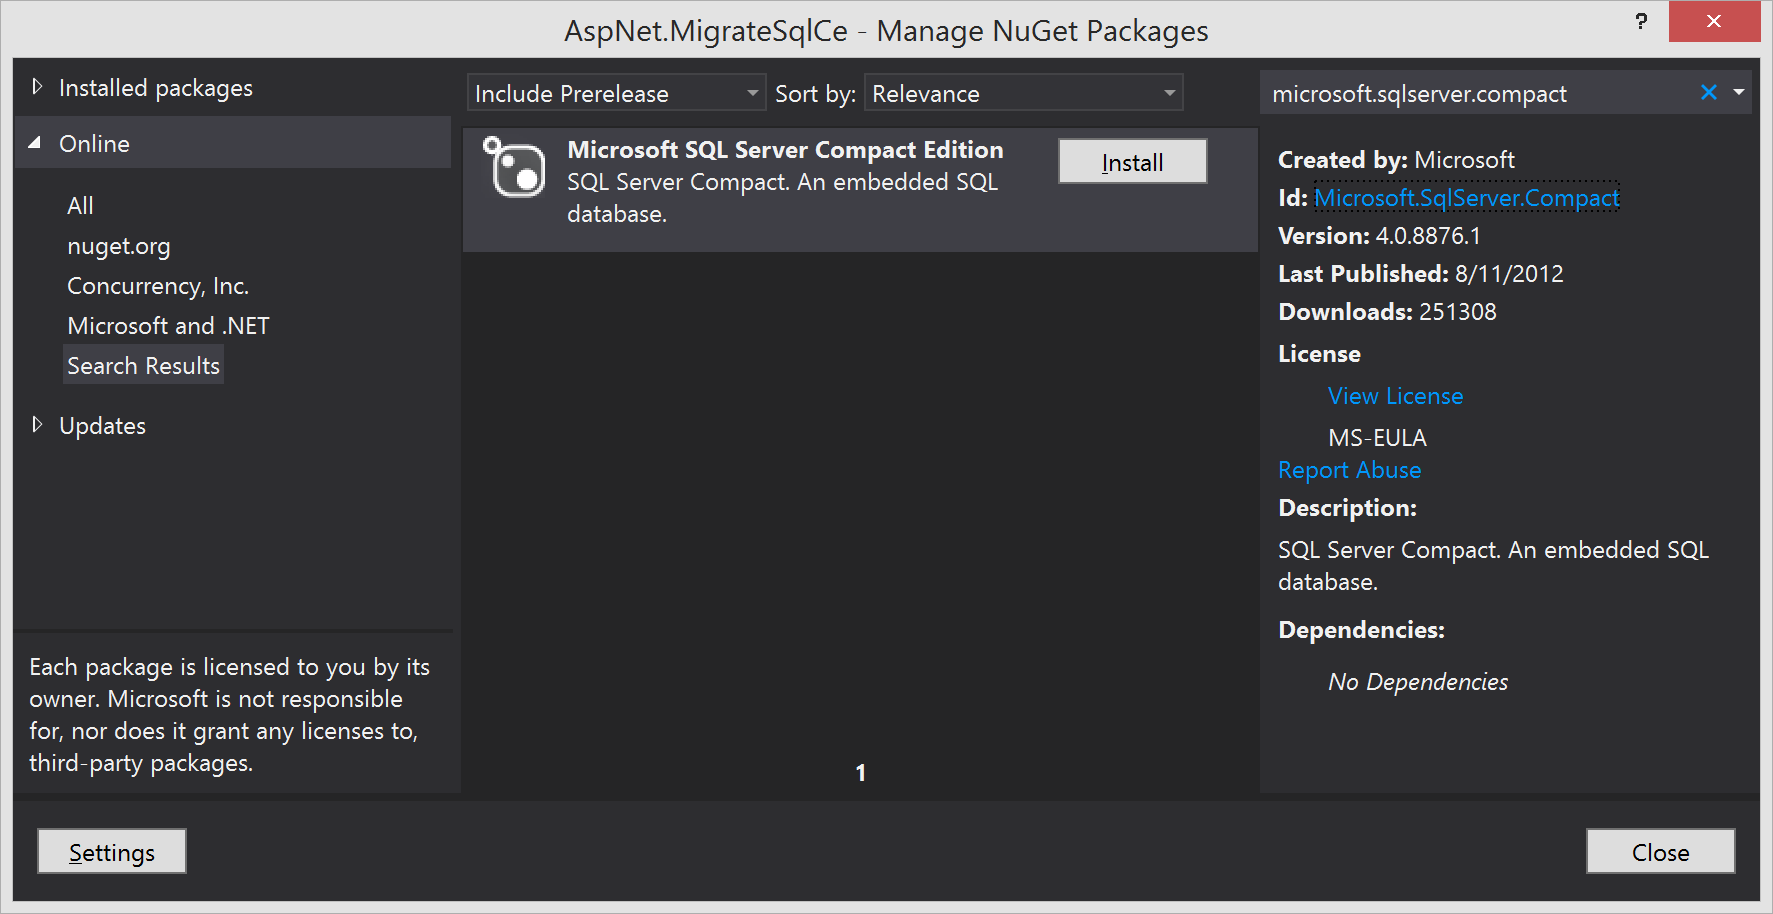 AspNet.MigrateSqlCe - Manage NuGet Packages
?
Installed packages
Online
All
nuget.org
Concurrency, Inc.
Microsoft and .NET
Search Results
Updates
Each package is licensed to you by its
owner. Microsoft is not responsible
for, nor does it grant any licenses to,
third-party packages.
Include Prerelease
Sort by: Relevance
Microsoft SQL Server Compact Edition
SQL Server Compact. An embedded SQL
database.
Install
1
microsoft.sqlserver.compact
Created by: Microsoft
Id: Microsoft.SqlServer.Compact
Version: 4.0.8876.1
Last Published: 8/11/2012
Downloads: 251308
License
View License
MS-EULA
Report Abuse
Description:
SQL Server Compact. An embedded SQL
database.
Dependencies:
No Dependencies
Settings
Close